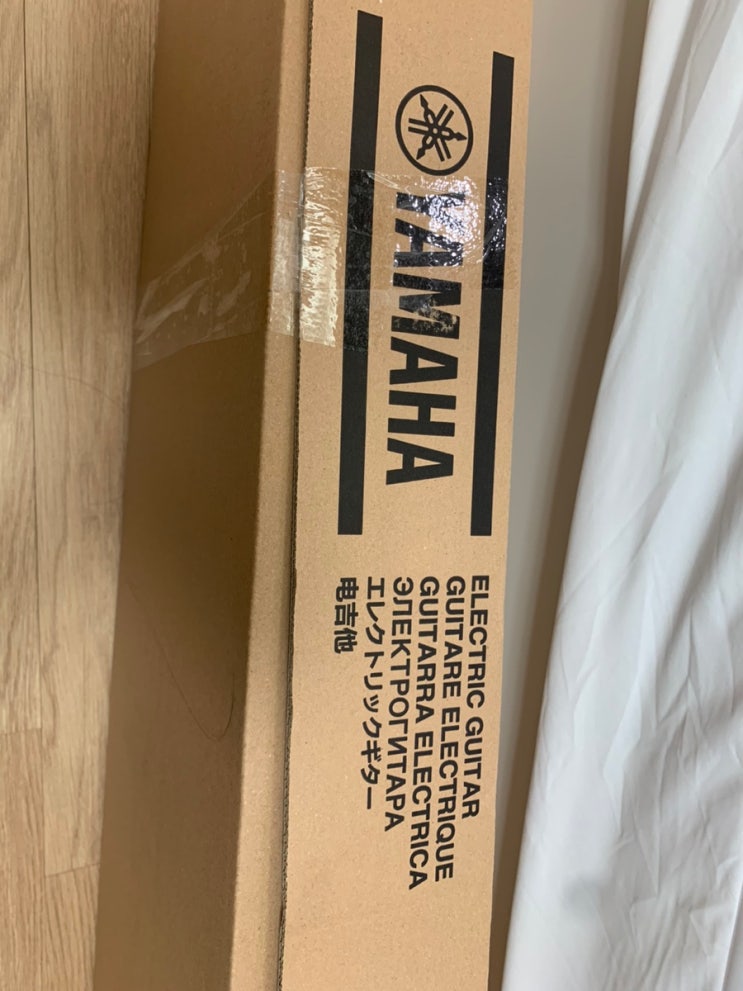 YAMAHA
ELECTRIC GUITAR
GUITARE ELECTRIQUE
GUITARRA ELECTRICA
ЭЛЕКТРОГИТАРА
エレクトリックギター
电吉他